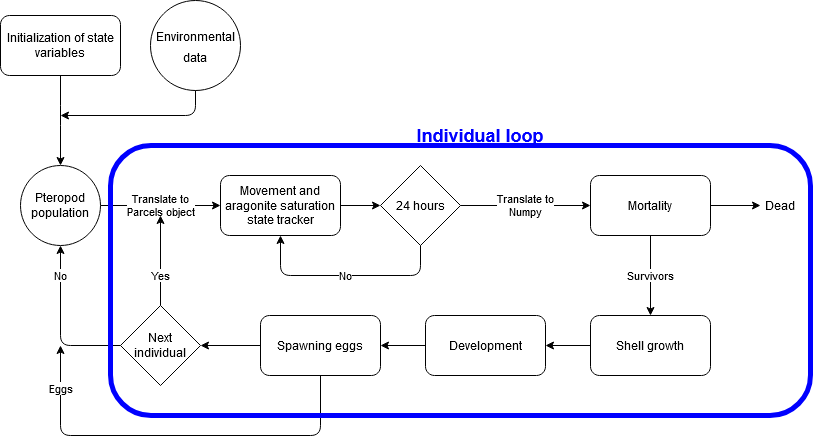 Initialization of state
variables
Environmental
data
Individual loop
Pteropod
population
Translate to
Parcels object
Movement and
aragonite saturation
state tracker
24 hours
Translate to
Numpy
Mortality
Dead
No
Yes
No
Survivors
Next
individual
Spawning eggs
Development
Shell growth
Eggs